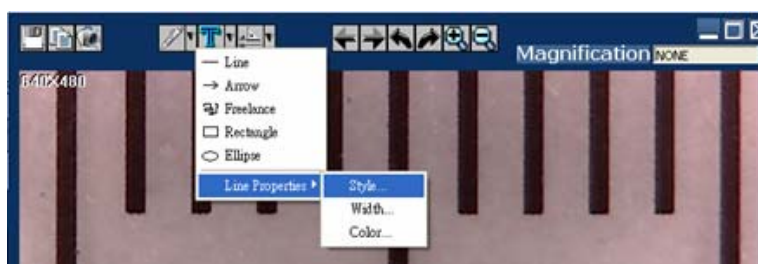 T
Magnification NONE
640X480
Line
Arrow
Freelance
Rectangle
Ellipse
Line Properties
Style...
Width...
Color...